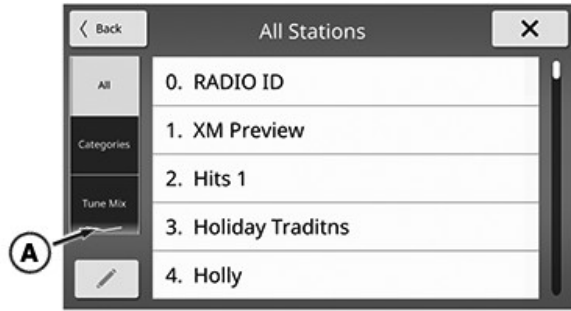 Back
All Stations
All
Categories
Tune Mix
0. RADIO ID
1. XM Preview
2. Hits 1
3. Holiday Traditns
4. Holly
A